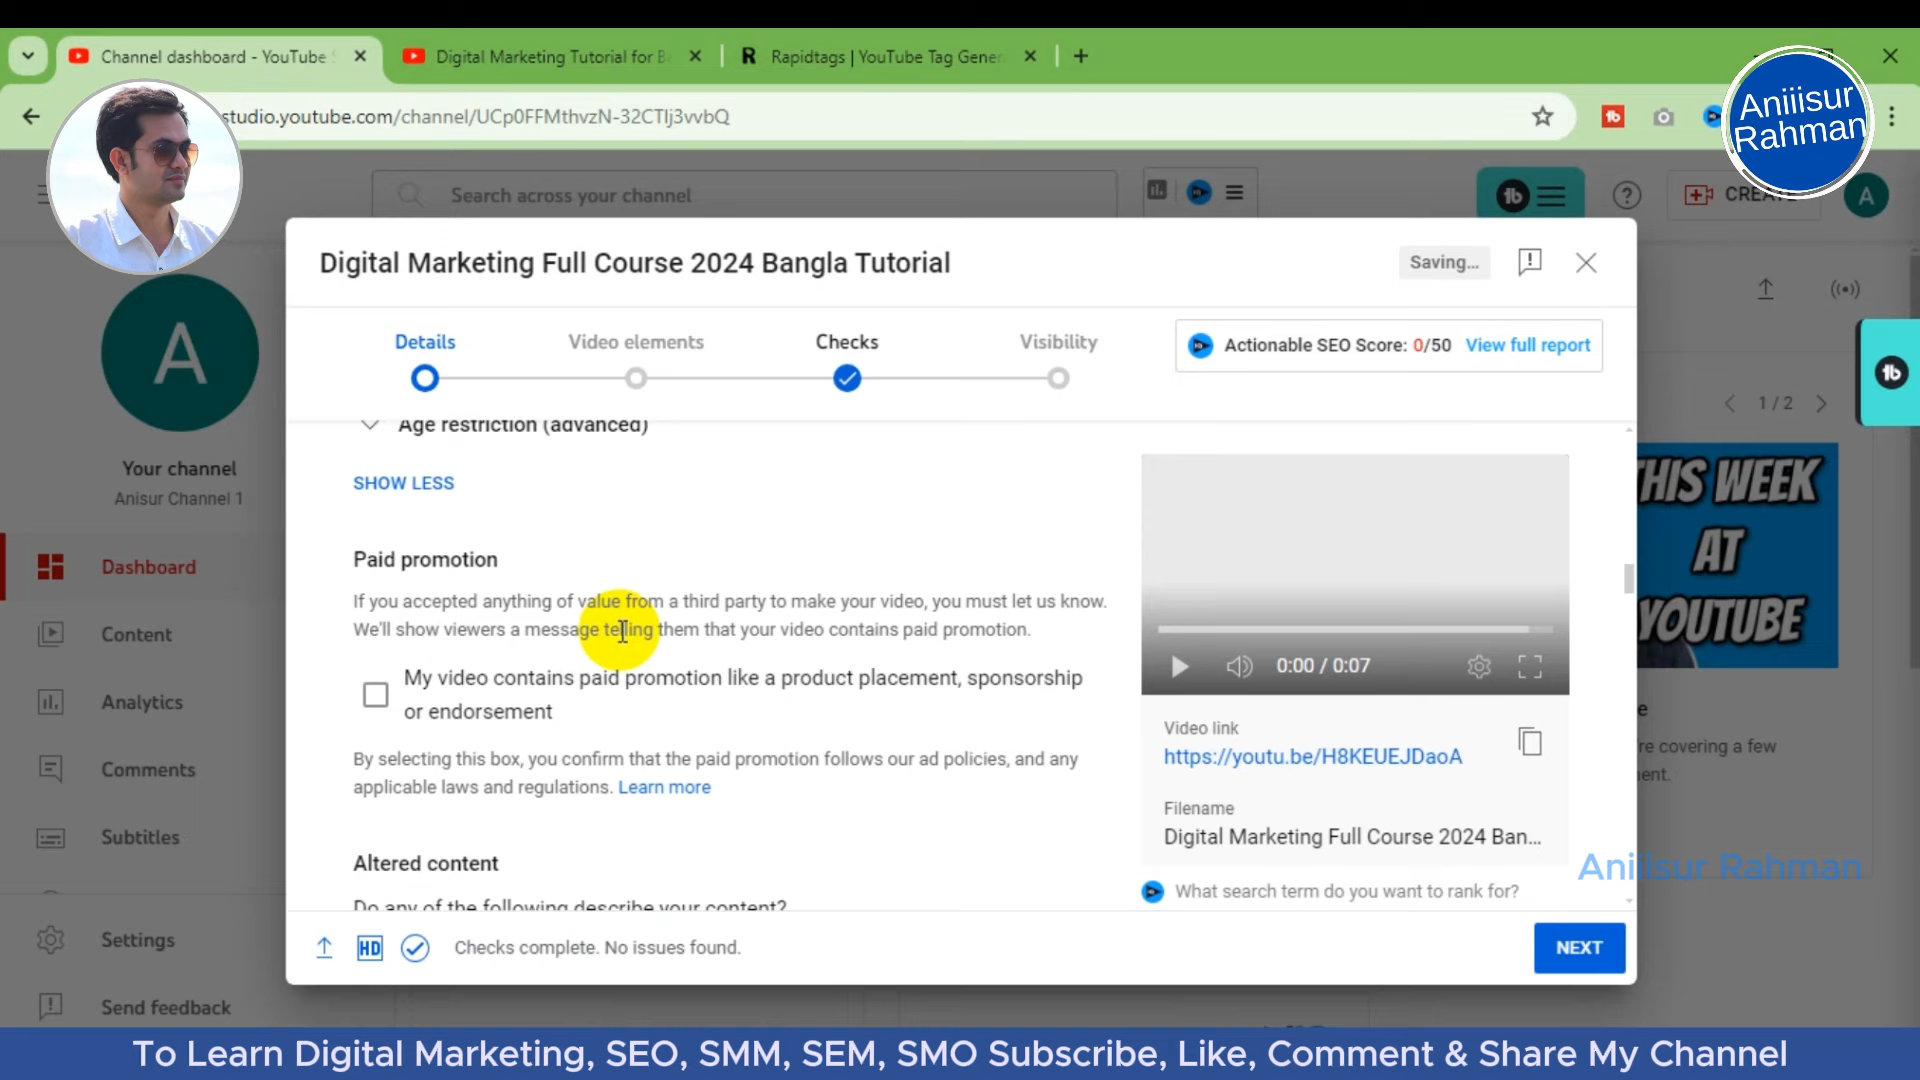 Channel dashboard - YouTube S
Digital Marketing Tutorial for B
R Rapidtags | YouTube Tag Gener
studio.youtube.com/channel/UCp0FFMthvzN-32CTIj3vvbQ
Aniiisur
Rahman
Search across your channel
CREATE
A
Digital Marketing Full Course 2024 Bangla Tutorial
Saving...
Details
Video elements
Checks
Visibility
Actionable SEO Score: 0/50 View full report
A
Age restriction (advanced)
1 / 2
SHOW LESS
Your channel
Anisur Channel 1
THIS WEEK
AT
YOUTUBE
Paid promotion
If you accepted anything of value from a third party to make your video, you must let us know.
We'll show viewers a message telling them that your video contains paid promotion.
My video contains paid promotion like a product placement, sponsorship
or endorsement
By selecting this box, you confirm that the paid promotion follows our ad policies, and any
applicable laws and regulations. Learn more
Altered content
Do any of the following describe your content?
0:00 / 0:07
Video link
https://youtu.be/H8KEUEJDaoA
Filename
Digital Marketing Full Course 2024 Ban...
What search term do you want to rank for?
e
're covering a few
ent.
Aniiisur Rahman
Dashboard
Content
Analytics
Comments
Subtitles
Settings
Send feedback
HD
Checks complete. No issues found.
NEXT
To Learn Digital Marketing, SEO, SMM, SEM, SMO Subscribe, Like, Comment & Share My Channel